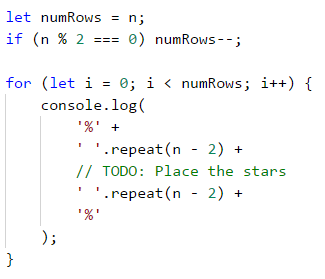 let numRows = n;
if (n % 2 === 0) numRows--;

for (let i = 0; i < numRows; i++) {
    console.log(
        '%' +
        ' '.repeat(n - 2) +
        // TODO: Place the stars
        ' '.repeat(n - 2) +
        '%'
    );
}